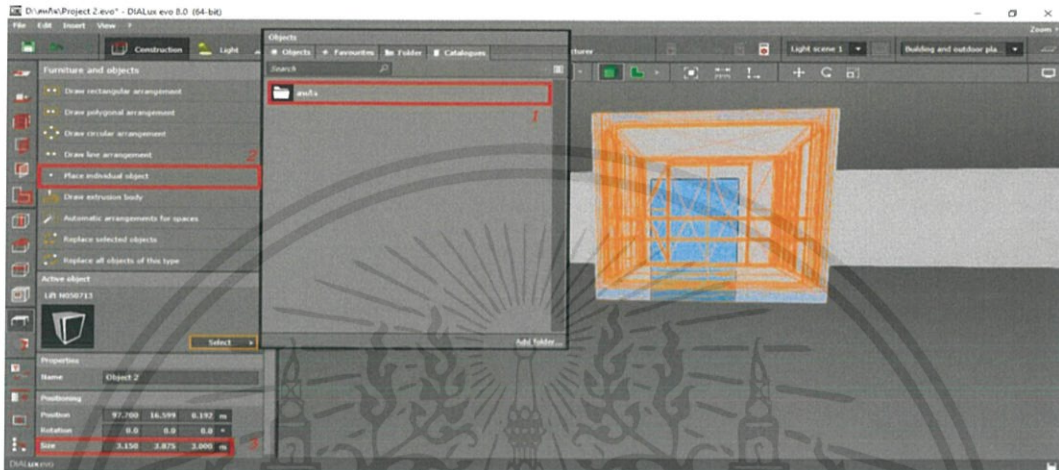 D:\awfix\Project 2.evo* - DIALux evo 8.0 (64-bit)
File Edit Insert View ?
Zoom
Construction
Light
Light scene 1
Building and outdoor pla...
Objects
Objects Favourites In Folder Catalogues
Search
1
Furniture and objects
Draw rectangular arrangement
Draw polygonal arrangement
Draw circular arrangement
Draw line arrangement
2
Place individual object
Draw extrusion body
Automatic arrangements for spaces
Replace selected objects
Replace all objects of this type
Active object
Lift N050713
Select
Add folder...
Properties
Name Object 2
Positioning
Position 97.700 16.599 0.192 m
Rotation 0.0 0.0 0.0 °
Size 3.150 3.875 3.000 m 3
DIALux evo